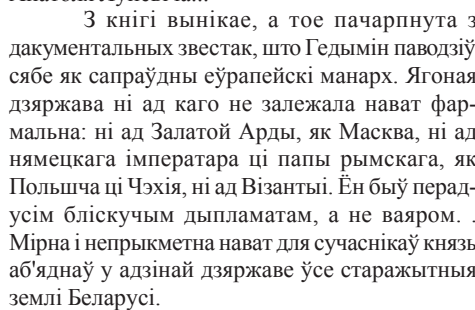 З кнігі вынікае, а тое пачарпнута з
дакументальных звестак, што Гедымін паводзіў
сябе як сапраўдны еўрапейскі манарх. Ягоная
дзяржава ні ад каго не залежала нават фар-
мальна: ні ад Залатой Арды, як Масква, ні ад
нямецкага імператара ці папы рымскага, як
Польшча ці Чэхія, ні ад Візантыі. Ён быў перад-
усім бліскучым дыпламатам, а не ваяром. .
Мірна і непрыкметна нават для сучаснікаў князь
аб'яднаў у адзінай дзяржаве ўсе старажытныя
землі Беларусі.